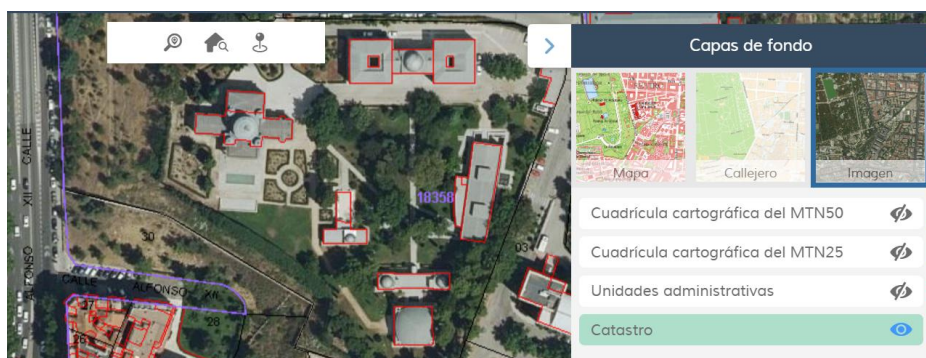 Capas de fondo
Mapa
Callejero
Imagen
Cuadrícula cartográfica del MTN50
Cuadrícula cartográfica del MTN25
Unidades administrativas
Catastro
ALFONSO XII CALLE
18358
30
03
CALLE ALFONSO XII
27
28
26